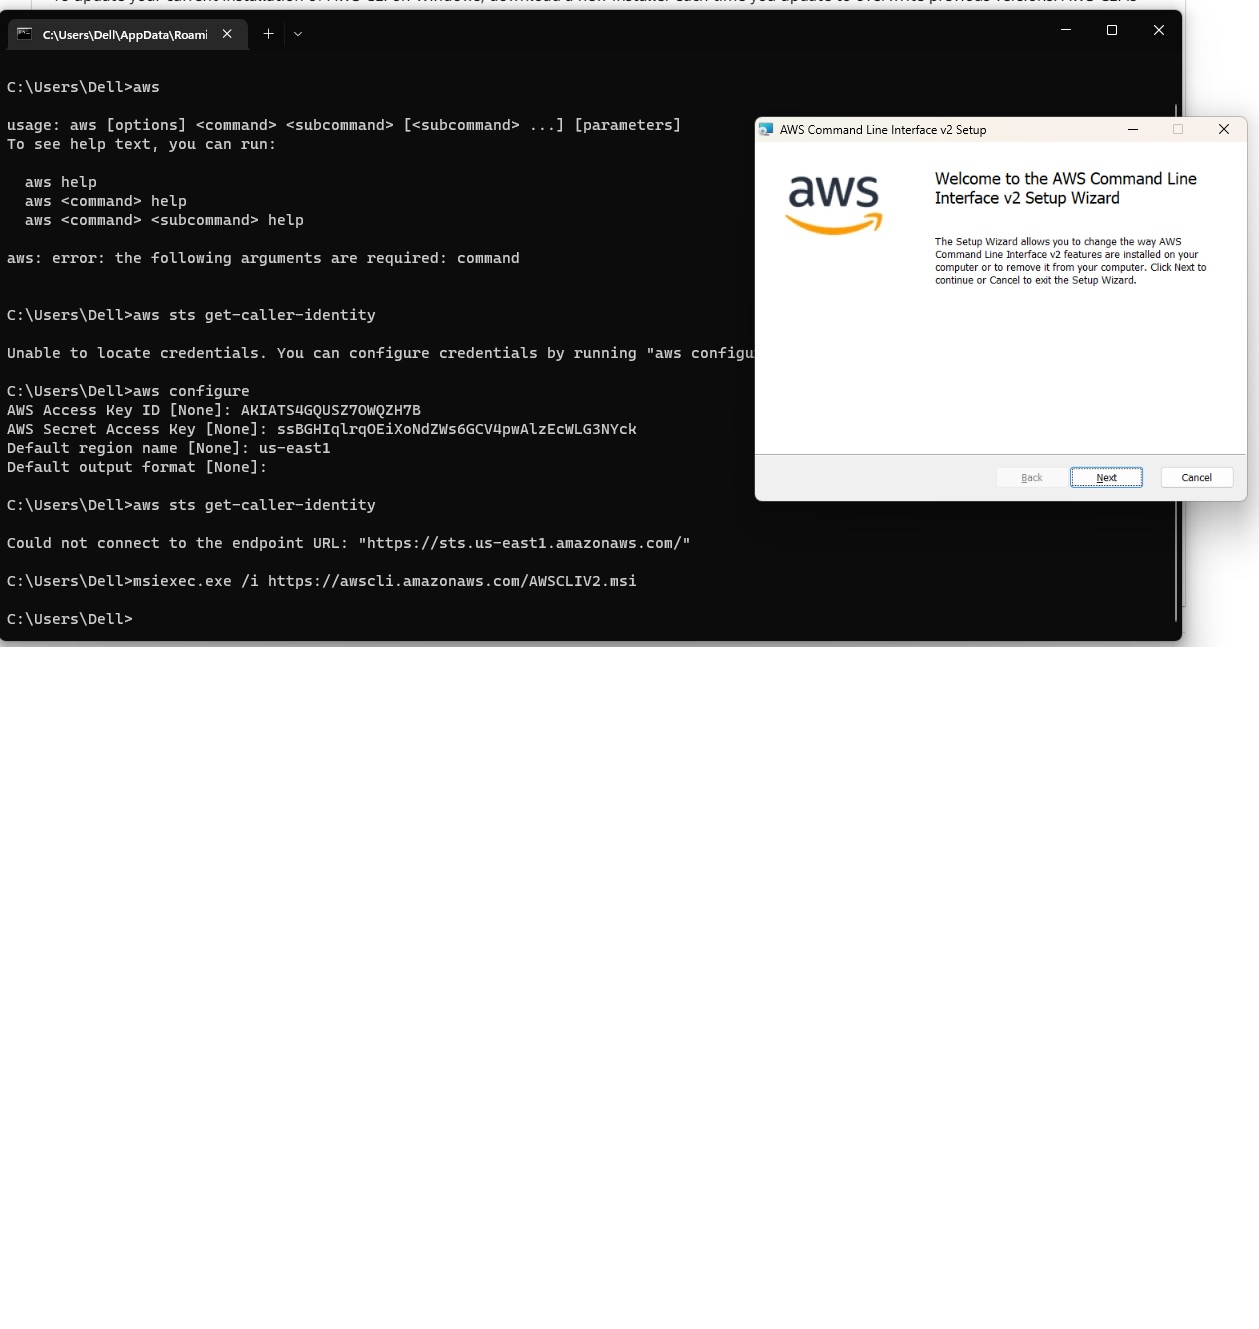 C:\Users\Dell\AppData\Roami
C:\Users\Dell>aws
usage: aws [options] <command> <subcommand> [<subcommand> ...] [parameters]
To see help text, you can run:
aws help
aws <command> help
aws <command> <subcommand> help
aws: error: the following arguments are required: command
C:\Users\Dell>aws sts get-caller-identity
Unable to locate credentials. You can configure credentials by running "aws configu
C:\Users\Dell>aws configure
AWS Access Key ID [None]: AKIATS4GQUSZ7OWQZH7B
AWS Secret Access Key [None]: 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
Default region name [None]: us-east1
Default output format [None]:
C:\Users\Dell>aws sts get-caller-identity
Could not connect to the endpoint URL: "https://sts.us-east1.amazonaws.com/"
C:\Users\Dell>msiexec.exe /i https://awscli.amazonaws.com/AWSCLIV2.msi
C:\Users\Dell>
AWS Command Line Interface v2 Setup
aws
Welcome to the AWS Command Line
Interface v2 Setup Wizard
The Setup Wizard allows you to change the way AWS
Command Line Interface v2 features are installed on your
computer or to remove it from your computer. Click Next to
continue or Cancel to exit the Setup Wizard.
Back
Next
Cancel